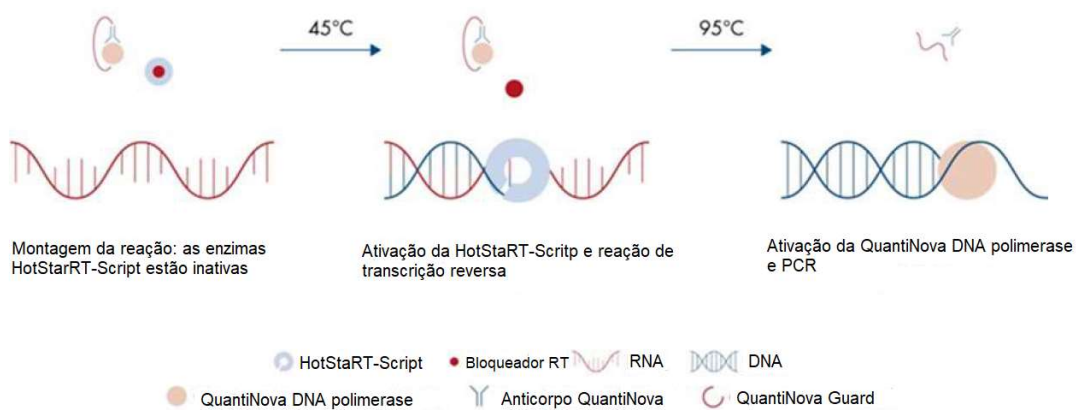 45°C
95°C
Montagem da reação: as enzimas
HotStarRT-Script estão inativas
Ativação da HotStaRT-Scritp e reação de
transcrição reversa
Ativação da QuantiNova DNA polimerase
e PCR
HotStaRT-Script
Bloqueador RT
RNA
DNA
QuantiNova DNA polimerase
Anticorpo QuantiNova
QuantiNova Guard